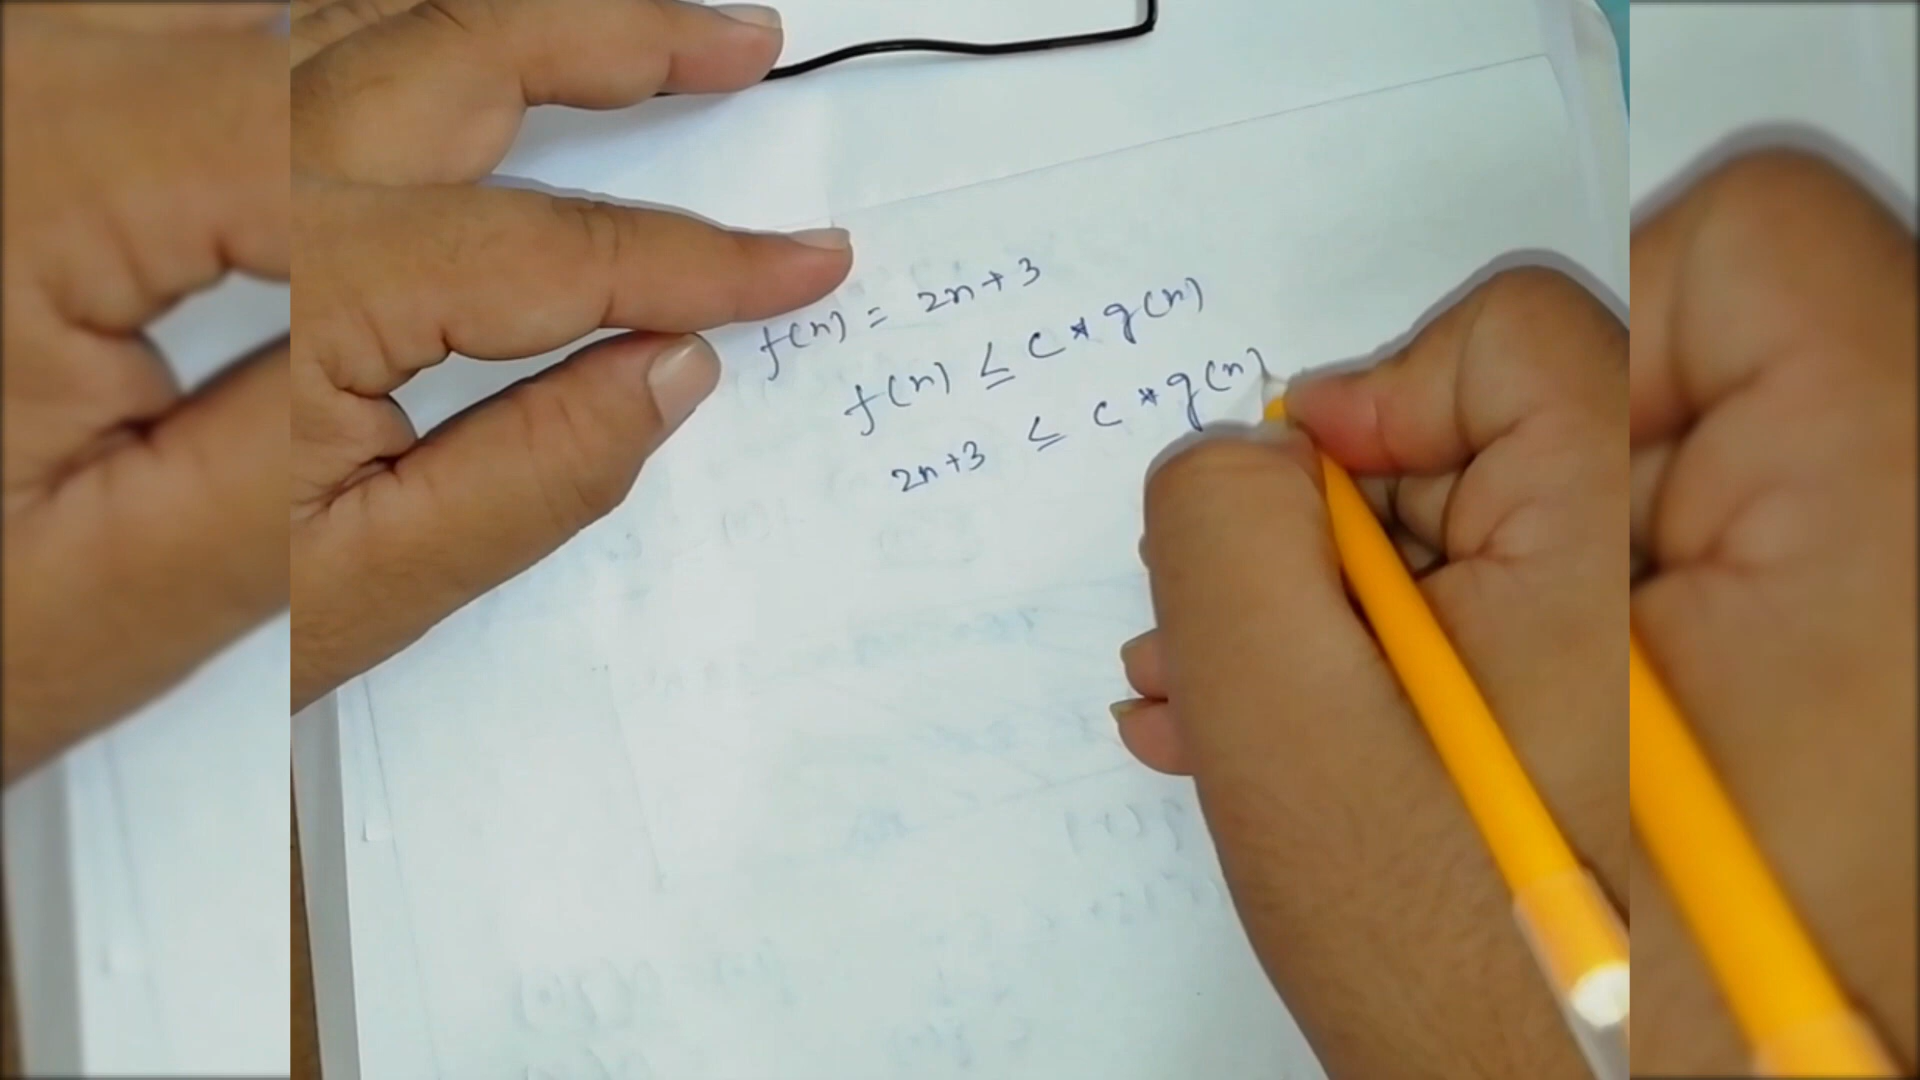 f(n) = 2n+3
f(n) ≤ c * g(n)
2n+3 ≤ c * g(n)